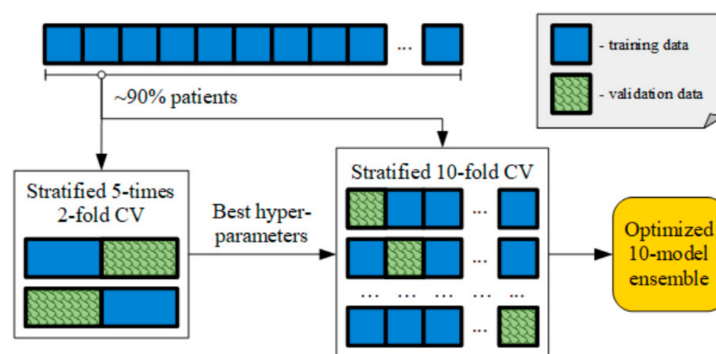 ...
- training data
- validation data
~90% patients
Stratified 5-times
2-fold CV
Best hyper-
parameters
Stratified 10-fold CV
...
...
... ... ... ... ...
...
Optimized
10-model
ensemble